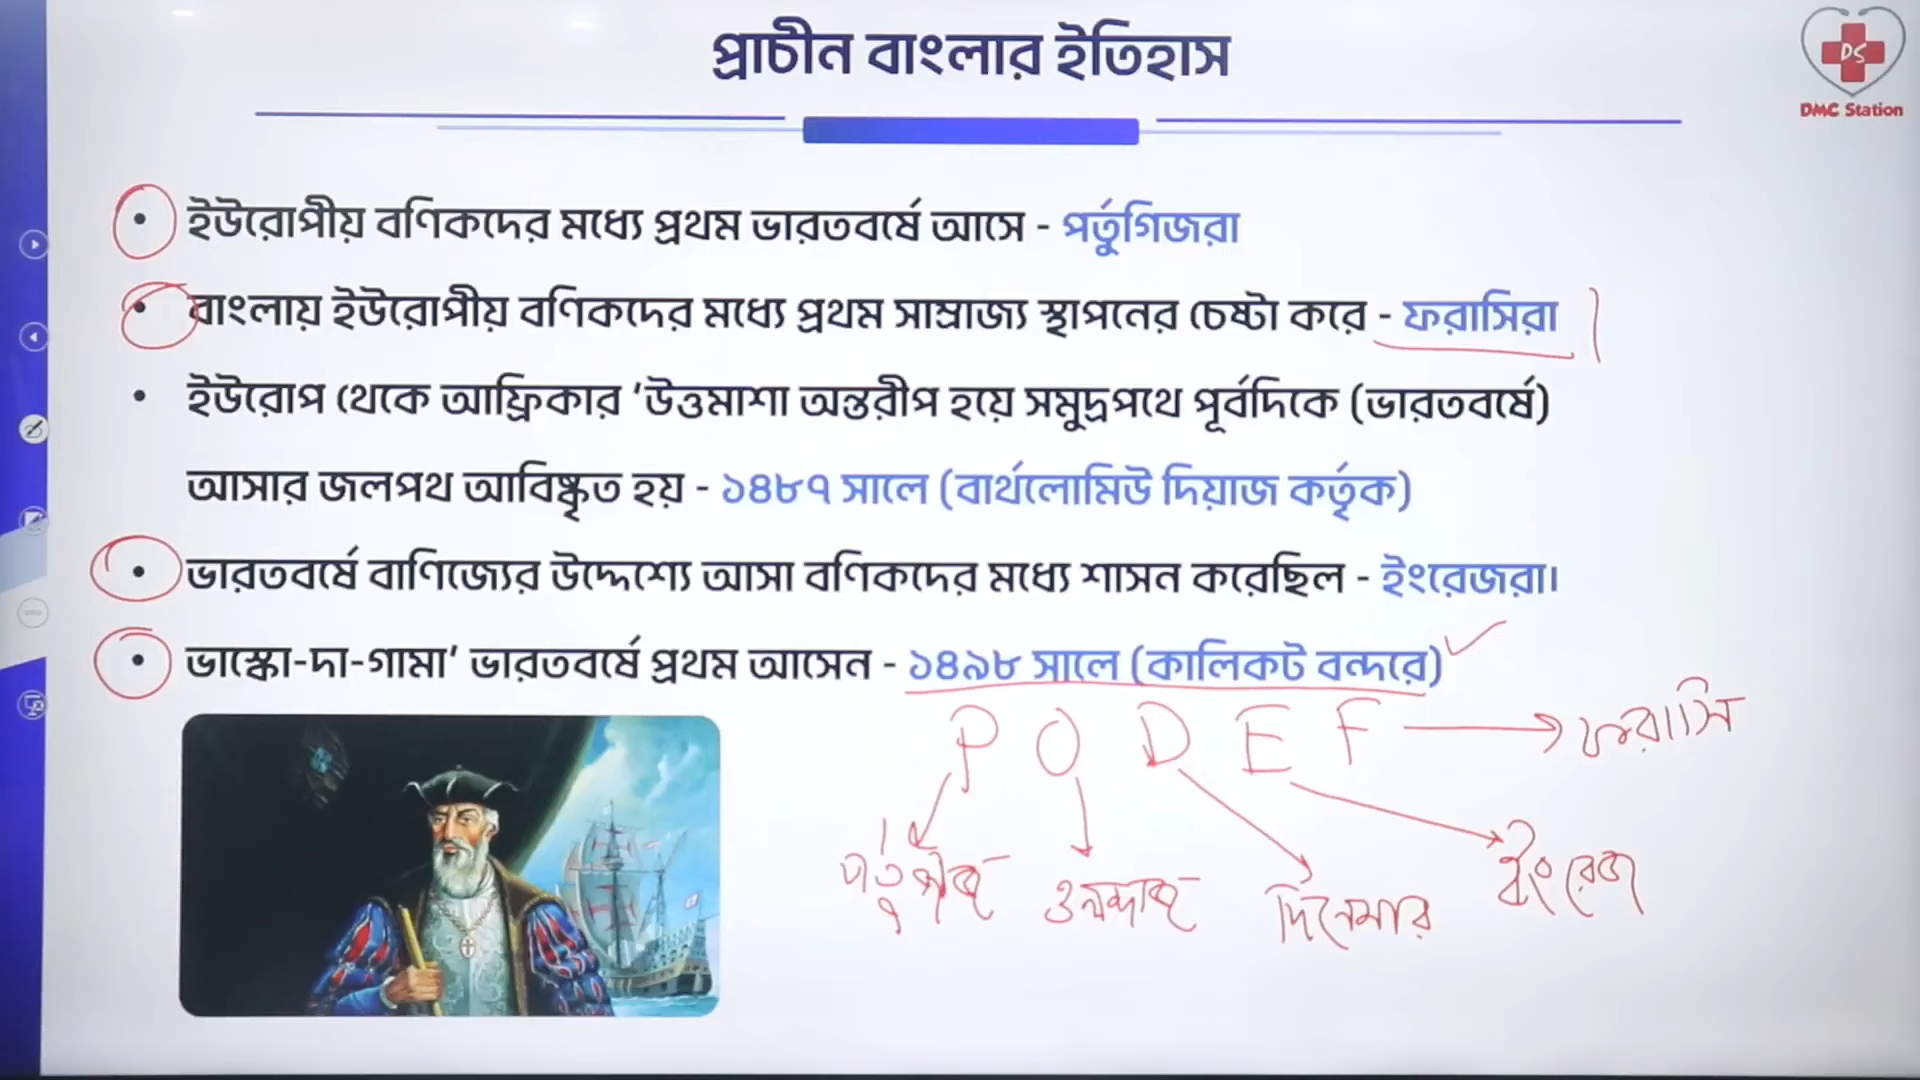 প্রাচীন বাংলার ইতিহাস
DS
DMC Station
• ইউরোপীয় বণিকদের মধ্যে প্রথম ভারতবর্ষে আসে - পর্তুগিজরা
• বাংলায় ইউরোপীয় বণিকদের মধ্যে প্রথম সাম্রাজ্য স্থাপনের চেষ্টা করে - ফরাসিরা
• ইউরোপ থেকে আফ্রিকার ‘উত্তমাশা অন্তরীপ হয়ে সমুদ্রপথে পূর্বদিকে (ভারতবর্ষে)
আসার জলপথ আবিষ্কৃত হয় - ১৪৮৭ সালে (বার্থলোমিউ দিয়াজ কর্তৃক)
• ভারতবর্ষে বাণিজ্যের উদ্দেশ্যে আসা বণিকদের মধ্যে শাসন করেছিল - ইংরেজরা।
• ভাস্কো-দা-গামা’ ভারতবর্ষে প্রথম আসেন - ১৪৯৮ সালে (কালিকট বন্দরে)
P O D E F → ফরাসি
পর্তুগীজ ওলন্দাজ দিনেমার ইংরেজ